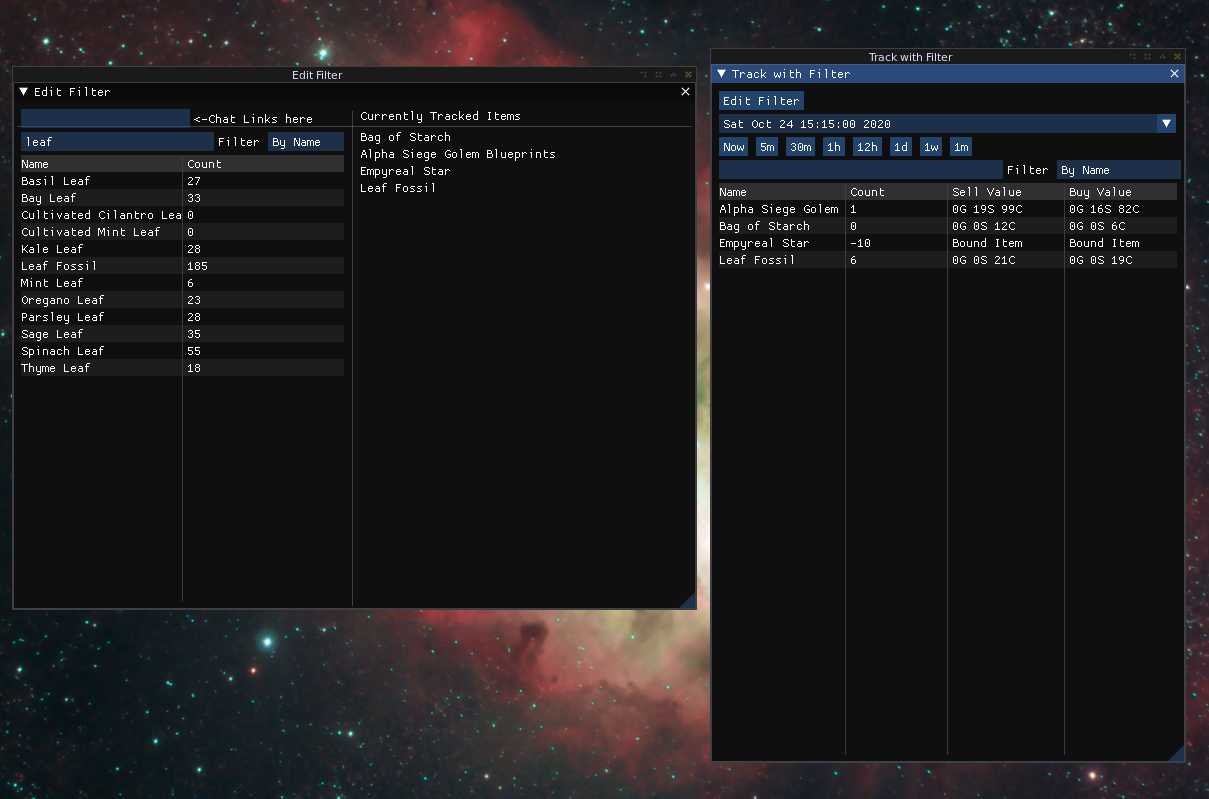 Edit Filter
Edit Filter
<-Chat Links here
leaf Filter By Name
Name Count
Basil Leaf 27
Bay Leaf 33
Cultivated Cilantro Lea 0
Cultivated Mint Leaf 0
Kale Leaf 28
Leaf Fossil 185
Mint Leaf 6
Oregano Leaf 23
Parsley Leaf 28
Sage Leaf 35
Spinach Leaf 55
Thyme Leaf 18
Currently Tracked Items
Bag of Starch
Alpha Siege Golem Blueprints
Empyreal Star
Leaf Fossil
Track with Filter
Track with Filter
Edit Filter
Sat Oct 24 15:15:00 2020
Now 5m 30m 1h 12h 1d 1w 1m
Filter By Name
Name Count Sell Value Buy Value
Alpha Siege Golem 1 0G 19S 99C 0G 16S 82C
Bag of Starch 0 0G 0S 12C 0G 0S 6C
Empyreal Star -10 Bound Item Bound Item
Leaf Fossil 6 0G 0S 21C 0G 0S 19C